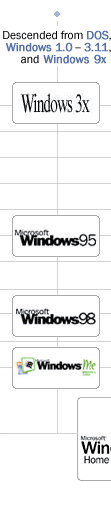 Descended from DOS,
Windows 1.0 – 3.11,
and Windows 9x
Windows 3x
Microsoft
Windows95
Microsoft
Windows98
Microsoft
Windows Me
Microsoft
Home